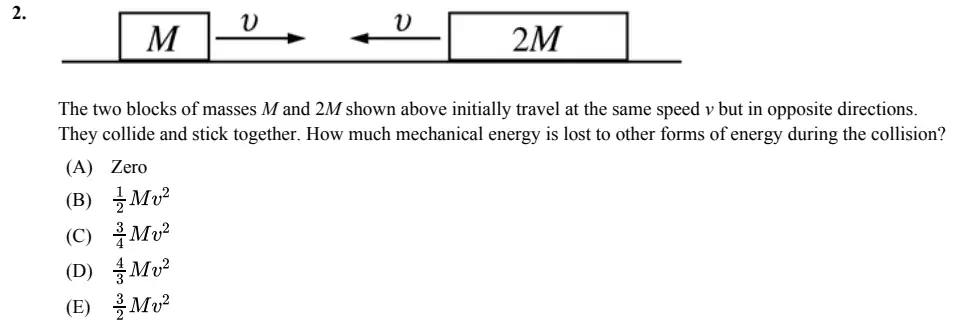 2.
M v v 2M
The two blocks of masses M and 2M shown above initially travel at the same speed v but in opposite directions.
They collide and stick together. How much mechanical energy is lost to other forms of energy during the collision?
(A) Zero
(B) 1/2 Mv²
(C) 3/4 Mv²
(D) 4/3 Mv²
(E) 3/2 Mv²